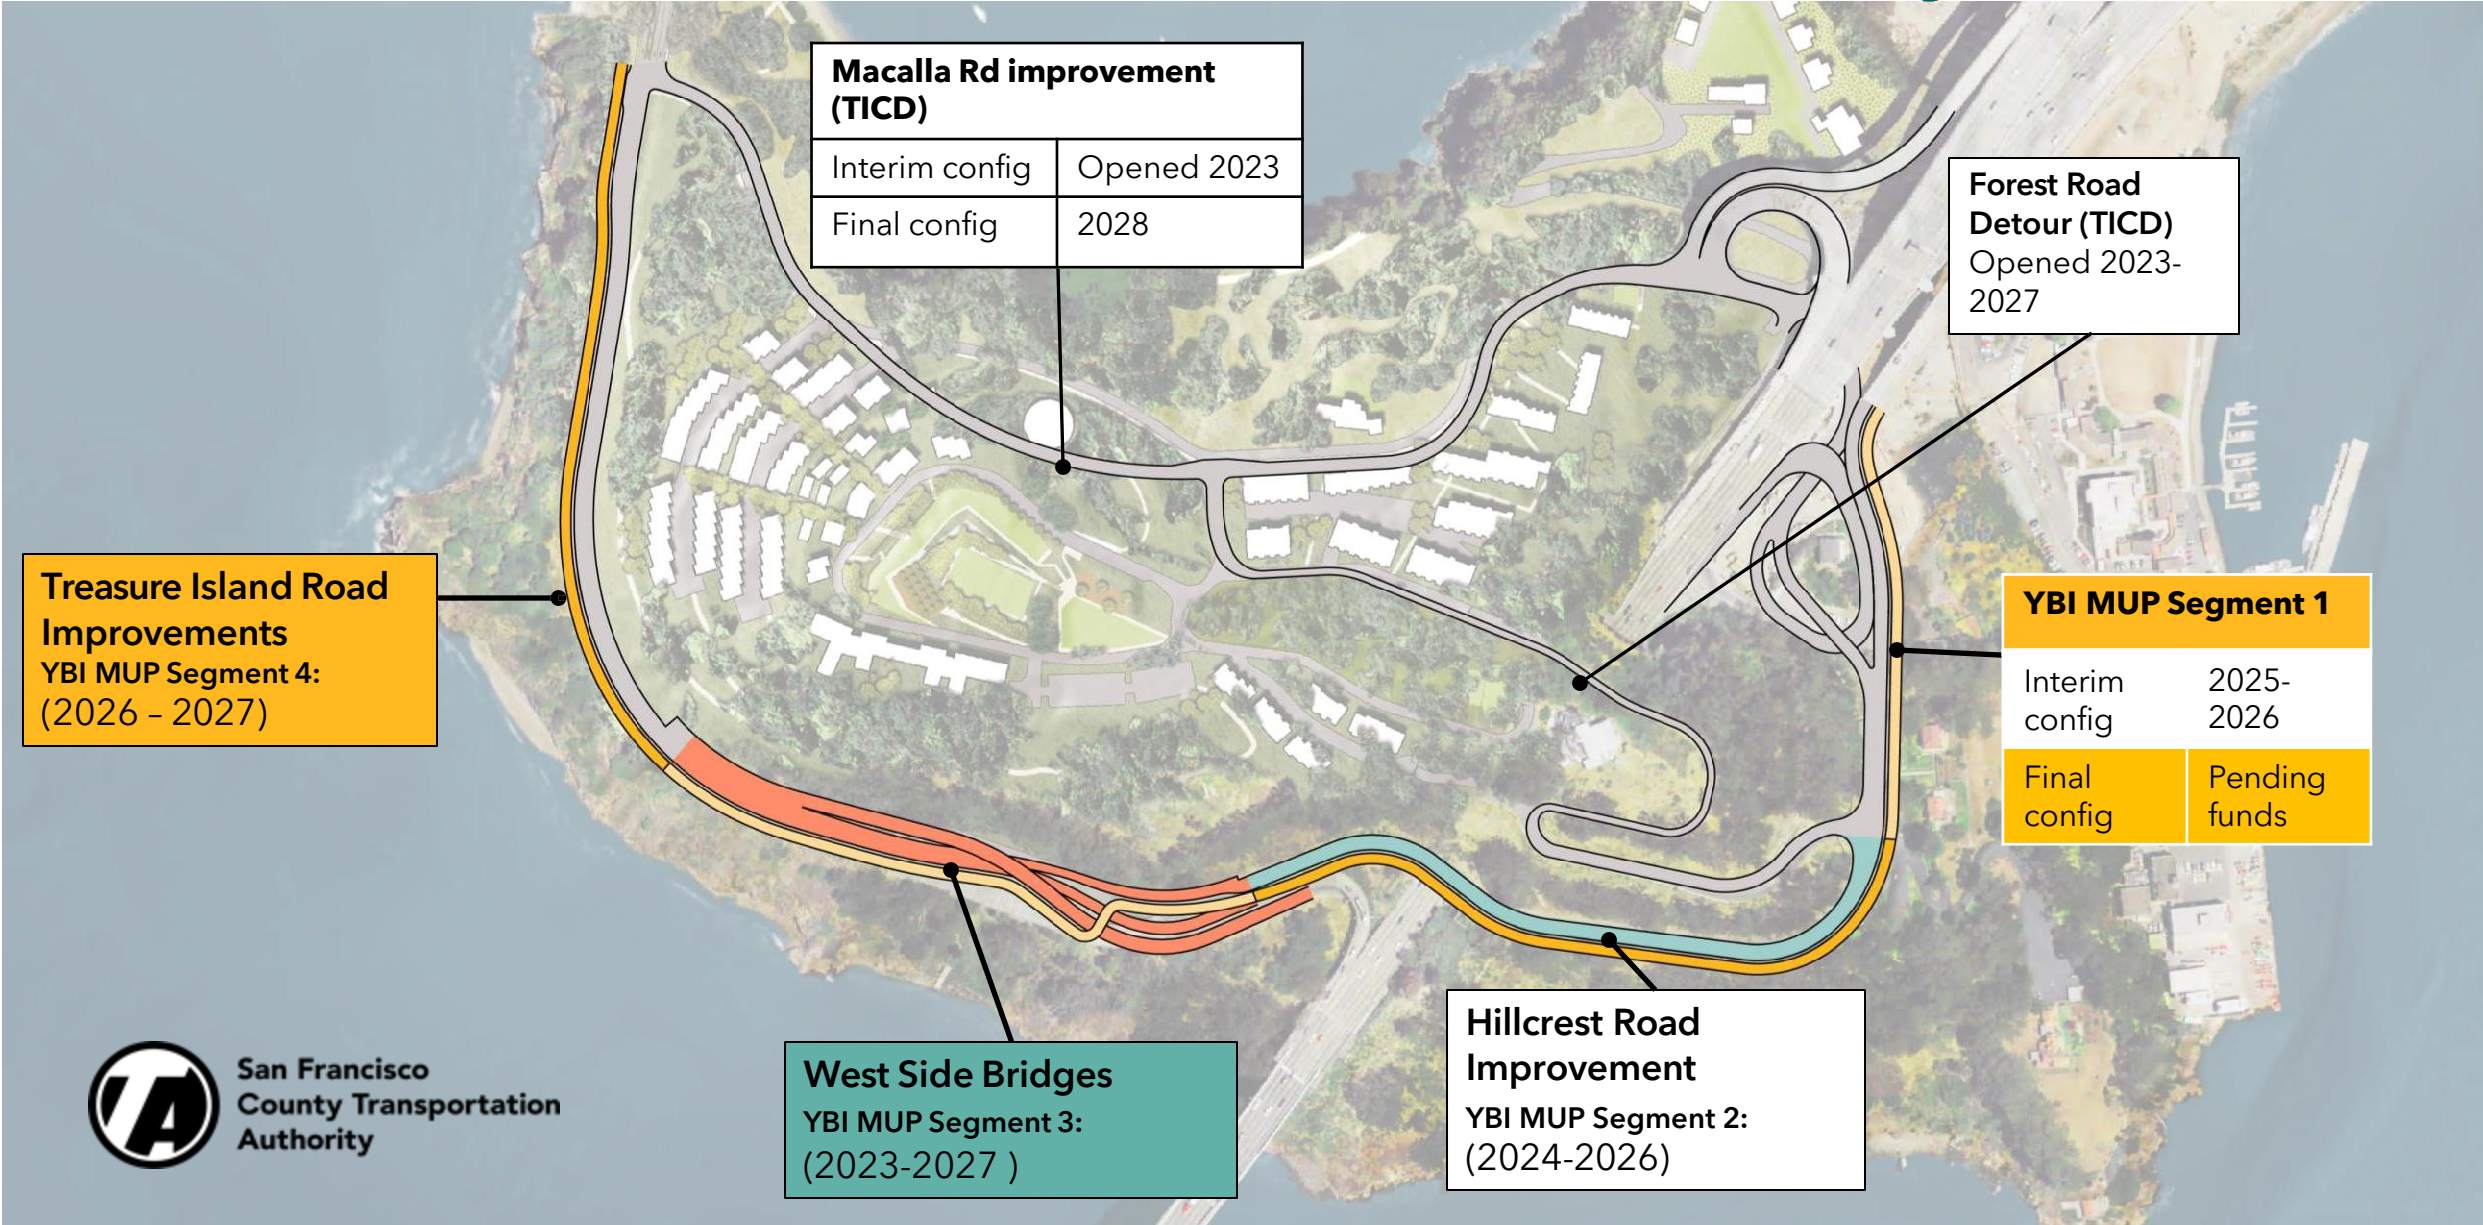 Macalla Rd improvement
(TICD)
Interim config Opened 2023
Final config 2028
Forest Road
Detour (TICD)
Opened 2023-
2027
Treasure Island Road
Improvements
YBI MUP Segment 4:
(2026 – 2027)
YBI MUP Segment 1
Interim 2025-
config 2026
Final Pending
config funds
West Side Bridges
YBI MUP Segment 3:
(2023-2027 )
Hillcrest Road
Improvement
YBI MUP Segment 2:
(2024-2026)
TA
San Francisco
County Transportation
Authority